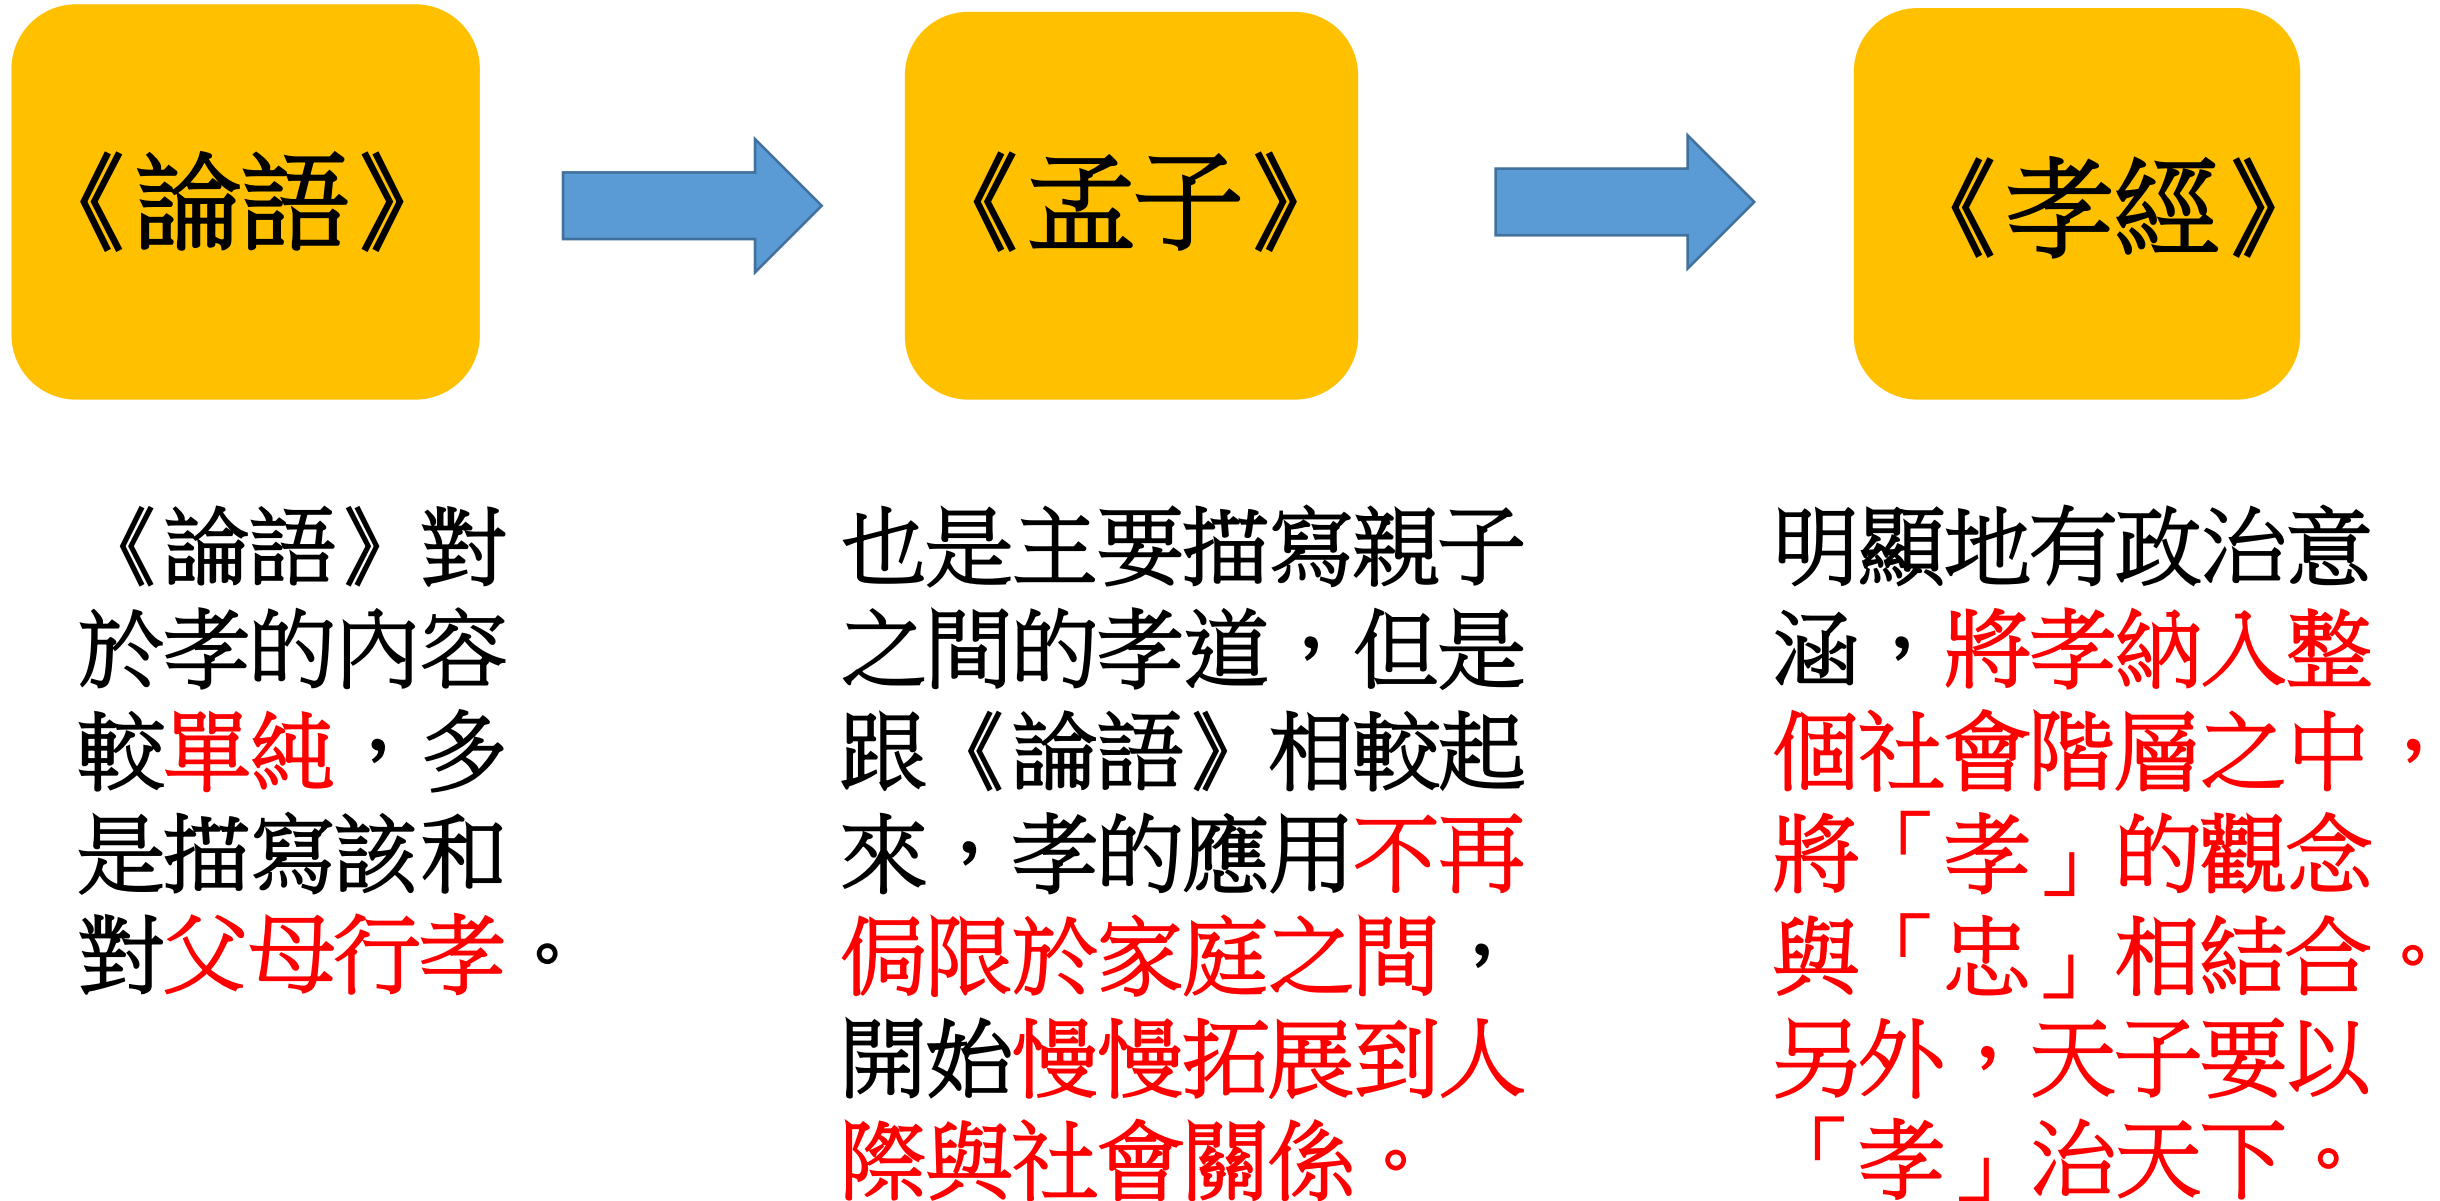 《論語》
《孟子》
《孝經》
《論語》對
於孝的內容
較單純，多
是描寫該和
對父母行孝。
也是主要描寫親子
之間的孝道，但是
跟《論語》相較起
來，孝的應用不再
侷限於家庭之間，
開始慢慢拓展到人
際與社會關係。
明顯地有政治意
涵，將孝納入整
個社會階層之中，
將「孝」的觀念
與「忠」相結合。
另外，天子要以
「孝」治天下。